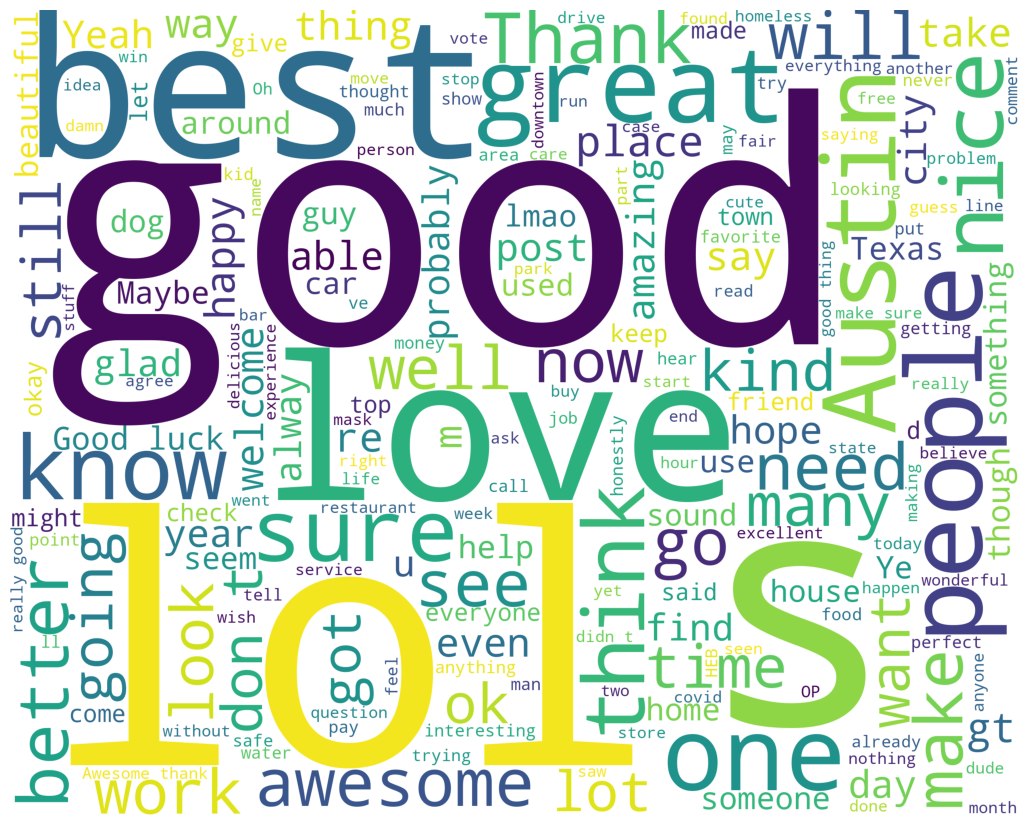 best
good
lol
love
s
great
Thank
will
take
Yeah
way
give
thing
drive
vote
made
found
homeless
everything
another
never
free
comment
beautiful
win
idea
damn
let
Oh
around
move
thought
much
stop
show
run
downtown
try
person
area
care
case
place
may
fair
saying
Austin
city
nice
problem
looking
guess
line
put
Texas
still
dog
kid
name
happy
guy
able
car
ve
probably
lmao
post
park
used
part
amazing
cute
town
favorite
say
read
good thing
make sure
getting
something
stuff
Maybe
glad
agree
bar
delicious
experience
welcome
money
well
now
keep
hear
kind
start
friend
people
really
okay
Good luck
always
top
mask
re
right
life
m
ask
buy
job
end
honestly
hour
hope
use
need
state
d
believe
though
know
went
restaurant
call
week
many
making
might
point
check
year
seem
sure
service
tell
wish
u
help
see
everyone
even
think
yet
sound
go
excellent
said
house
food
today
Ye
happen
wonderful
perfect
really good
ll
better
going
come
look
don t
got
feel
question
pay
anything
man
ok
interesting
didn t
find
time
HEB
seen
two
covid
OP
home
store
want
make
anyone
gt
without
safe
water
trying
Awesome thank
work
awesome
saw
lot
one
someone
already
nothing
day
done
dude
month